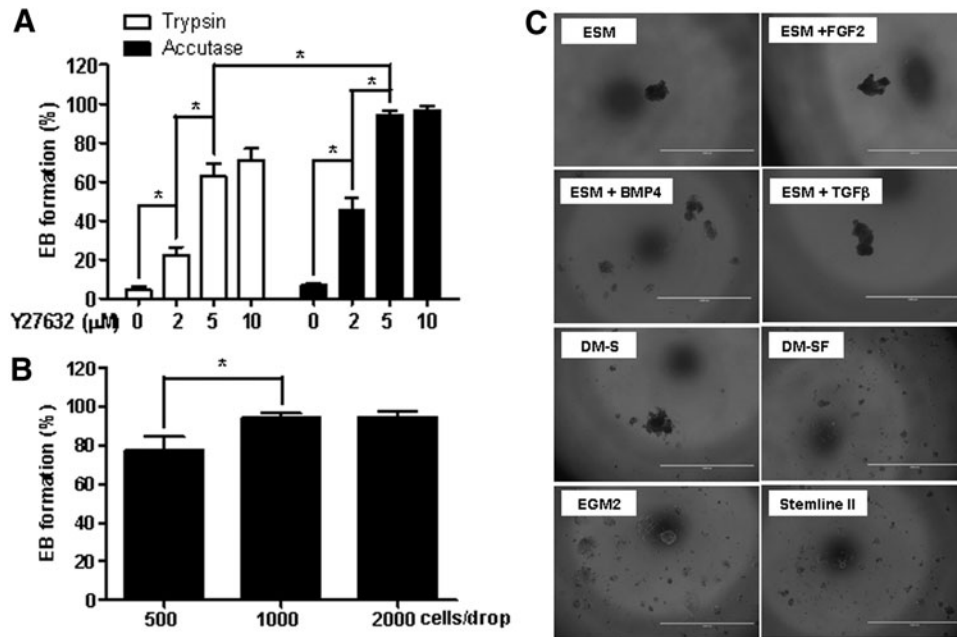 A
Trypsin
Accutase
EB formation (%)
120
100
80
60
40
20
0
*
*
*
*
*
Y27632 (µM) 0 2 5 10 0 2 5 10
B
EB formation (%)
120
100
80
60
40
20
0
*
500 1000 2000 cells/drop
C
ESM
ESM +FGF2
ESM + BMP4
ESM + TGFβ
DM-S
DM-SF
EGM2
Stemline II